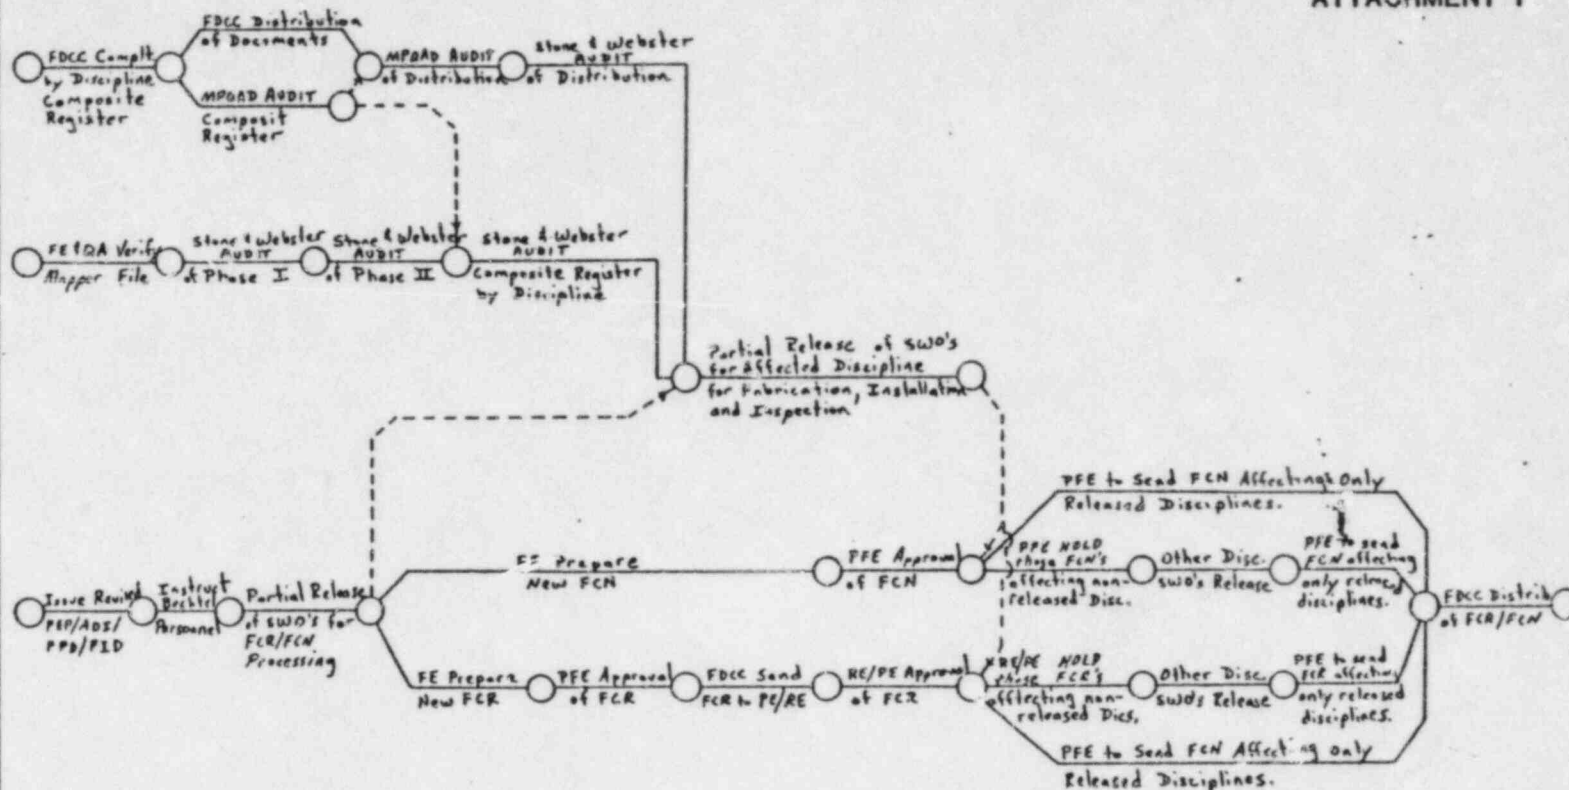 ATTACHMENT 1
FDCC Distribution
of Documents
FDCC Complt
by Discipline
Composite
Register
MPQAD AUDIT
Composit
Register
MPQAD AUDIT
of Distribution
Stone & Webster
AUDIT
of Distribution
FE & QA Verify
Mapper File
Stone & Webster
AUDIT
of Phase I
Stone & Webster
AUDIT
of Phase II
Stone & Webster
AUDIT
Composite Register
by Discipline
Partial Release of SWO's
for Affected Discipline
for Fabrication, Installation
and Inspection
Issue Revised
PEP/ADI/
FPD/FID
Instruct
Bechtel
Personnel
Partial Release
of SWO's for
FCR/FCN
Processing
FE Prepare
New FCN
PFE Approval
of FCN
PFE to Send FCN Affectings Only
Released Disciplines.
PFE HOLD
those FCN's
affecting non-
released Disc.
Other Disc.
SWO's Release
PFE to send
FCN affecting
only relened
disciplines.
FDCC Distrib
of FCR/FCN
FE Prepare
New FCR
PFE Approval
of FCR
FDCC Send
FCR to PE/RE
RE/PE Approval
of FCR
RE/PE HOLD
those FCR's
affecting non-
released Dics.
Other Disc.
SWO's Release
PFE to send
FCR affecting
only released
disciplines.
PFE to Send FCN Affecting only
Released Disciplines.